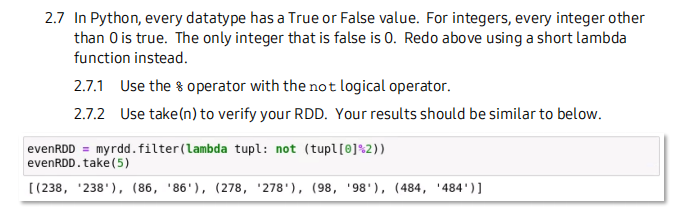 2.7 In Python, every datatype has a True or False value. For integers, every integer other
than 0 is true. The only integer that is false is 0. Redo above using a short lambda
function instead.
2.7.1 Use the % operator with the not logical operator.
2.7.2 Use take(n) to verify your RDD. Your results should be similar to below.
evenRDD = myrdd.filter(lambda tupl: not (tupl[0]%2))
evenRDD.take(5)
[(238, '238'), (86, '86'), (278, '278'), (98, '98'), (484, '484')]